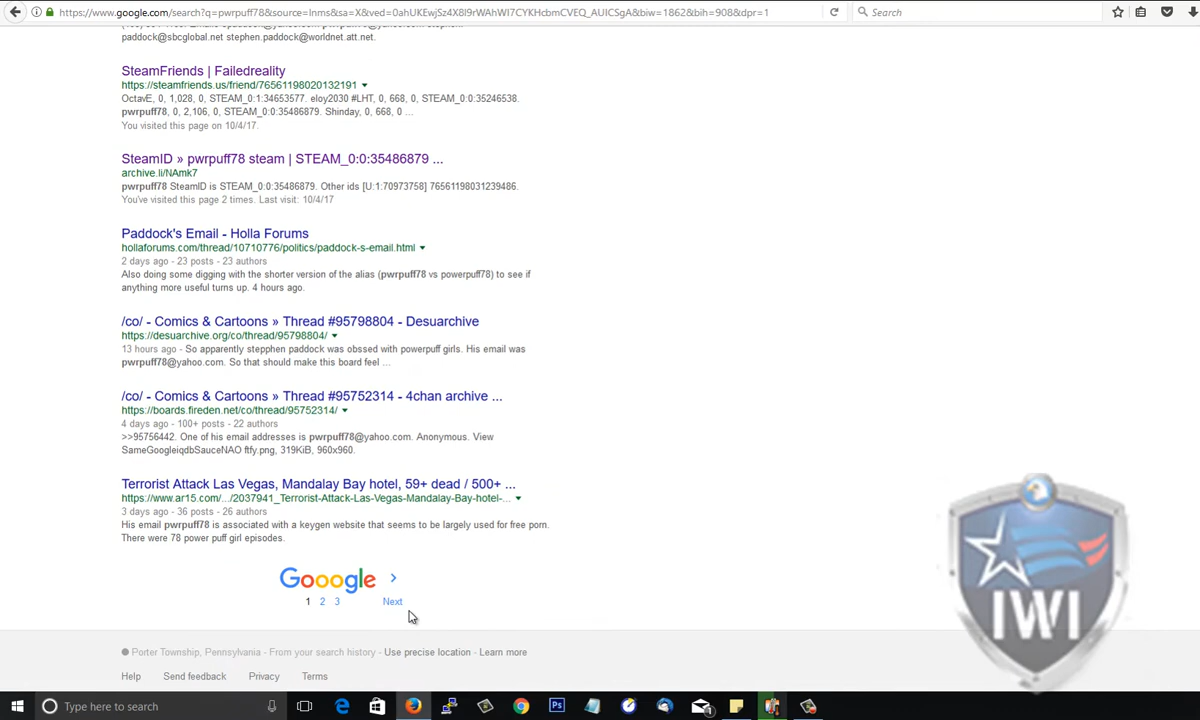 https://www.google.com/search?q=pwrpuff78&source=lnms&sa=X&ved=0ahUKEwjSz4X8l9rWAhWI7CYKHcbmCVEQ_AUICSgA&biw=1862&bih=908&dpr=1
Search
paddock@sbcglobal.net stephen.paddock@worldnet.att.net.
SteamFriends | Failedreality
https://steamfriends.us/friend/76561198020132191
OctavE, 0, 1,028, 0, STEAM_0:1:34653577. eloy2030 #LHT, 0, 668, 0, STEAM_0:0:35246538.
pwrpuff78, 0, 2,106, 0, STEAM_0:0:35486879. Shinday, 0, 668, 0 ...
You visited this page on 10/4/17.
SteamID » pwrpuff78 steam | STEAM_0:0:35486879 ...
archive.li/NAmk7
pwrpuff78 SteamID is STEAM_0:0:35486879. Other ids [U:1:70973758] 76561198031239486.
You've visited this page 2 times. Last visit: 10/4/17
Paddock's Email - Holla Forums
hollaforums.com/thread/10710776/politics/paddock-s-email.html
2 days ago - 23 posts - 23 authors
Also doing some digging with the shorter version of the alias (pwrpuff78 vs powerpuff78) to see if
anything more useful turns up. 4 hours ago.
/co/ - Comics & Cartoons » Thread #95798804 - Desuarchive
https://desuarchive.org/co/thread/95798804/
13 hours ago - So apparently stepphen paddock was obssed with powerpuff girls. His email was
pwrpuff78@yahoo.com. So that should make this board feel ...
/co/ - Comics & Cartoons » Thread #95752314 - 4chan archive ...
https://boards.fireden.net/co/thread/95752314/
4 days ago - 100+ posts - 22 authors
>>95756442. One of his email addresses is pwrpuff78@yahoo.com. Anonymous. View
SameGoogleiqdbSauceNAO ftfy.png, 319KiB, 960x960.
Terrorist Attack Las Vegas, Mandalay Bay hotel, 59+ dead / 500+ ...
https://www.ar15.com/.../2037941_Terrorist-Attack-Las-Vegas-Mandalay-Bay-hotel-...
3 days ago - 36 posts - 26 authors
His email pwrpuff78 is associated with a keygen website that seems to be largely used for free porn.
There were 78 power puff girl episodes.
Gooogle
1 2 3 Next
IWI
Porter Township, Pennsylvania - From your search history - Use precise location - Learn more
Help Send feedback Privacy Terms
Type here to search